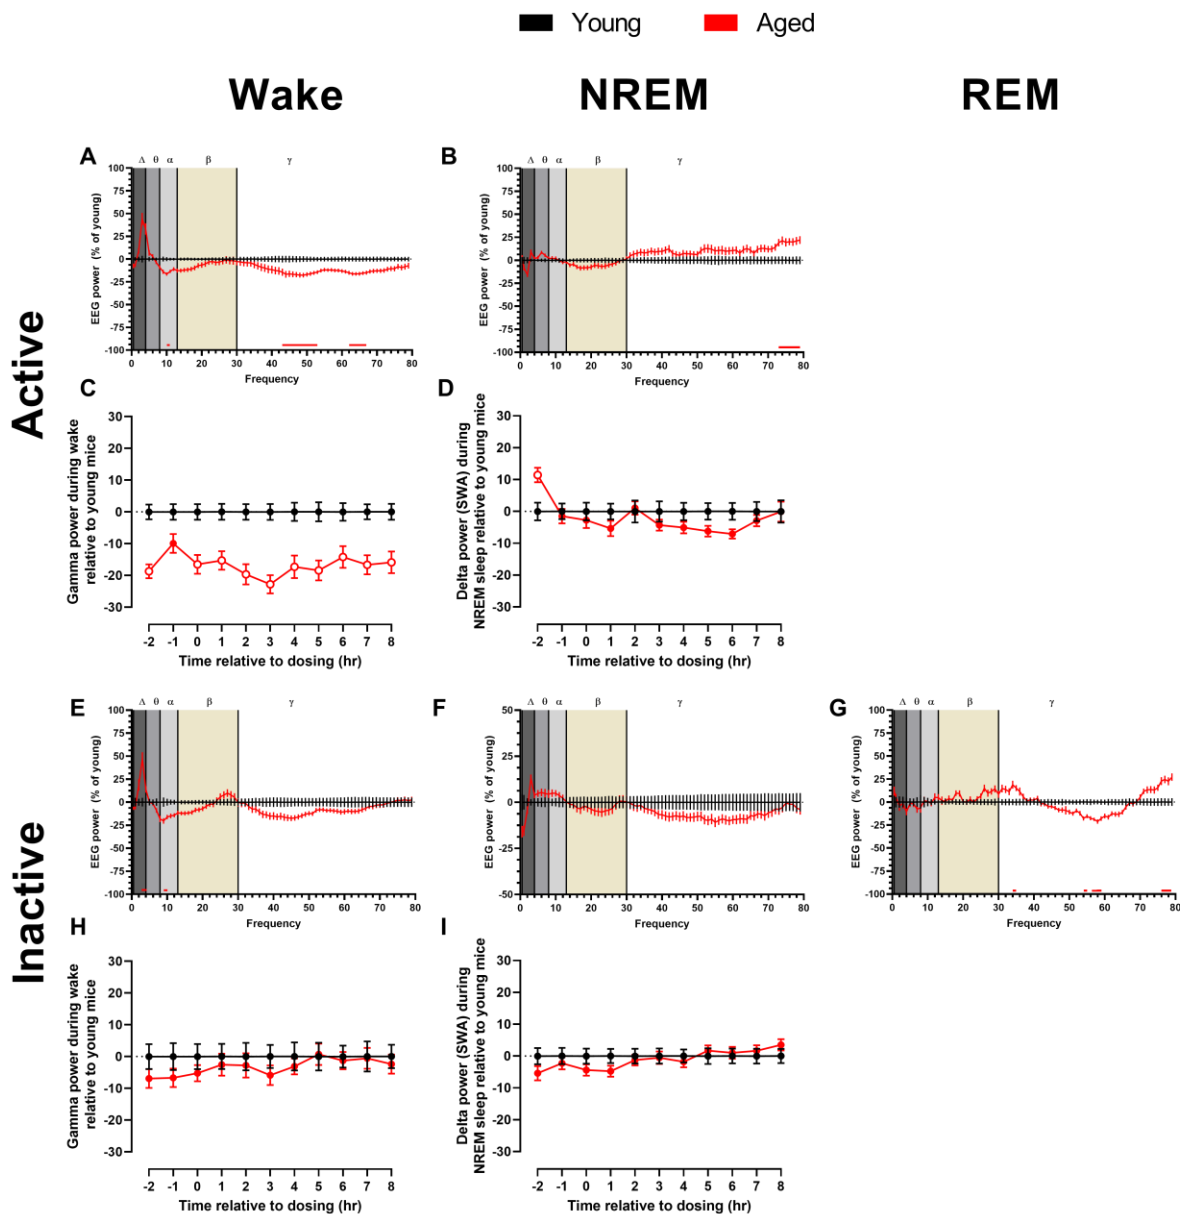 Young Aged
Wake NREM REM
Active
A
Δ θ α β γ
EEG power (% of young)
100
75
50
25
0
-25
-50
-75
-100
0 10 20 30 40 50 60 70 80
Frequency
B
Δ θ α β γ
EEG power (% of young)
100
75
50
25
0
-25
-50
-75
-100
0 10 20 30 40 50 60 70 80
Frequency
C
Gamma power during wake
relative to young mice
30
20
10
0
-10
-20
-30
-2 -1 0 1 2 3 4 5 6 7 8
Time relative to dosing (hr)
D
Delta power (SWA) during
NREM sleep relative to young mice
30
20
10
0
-10
-20
-30
-2 -1 0 1 2 3 4 5 6 7 8
Time relative to dosing (hr)
Inactive
E
Δ θ α β γ
EEG power (% of young)
100
75
50
25
0
-25
-50
-75
-100
0 10 20 30 40 50 60 70 80
Frequency
F
Δ θ α β γ
EEG power (% of young)
50
25
0
-25
-50
0 10 20 30 40 50 60 70 80
Frequency
G
Δ θ α β γ
EEG power (% of young)
100
75
50
25
0
-25
-50
-75
-100
0 10 20 30 40 50 60 70 80
Frequency
H
Gamma power during wake
relative to young mice
30
20
10
0
-10
-20
-30
-2 -1 0 1 2 3 4 5 6 7 8
Time relative to dosing (hr)
I
Delta power (SWA) during
NREM sleep relative to young mice
30
20
10
0
-10
-20
-30
-2 -1 0 1 2 3 4 5 6 7 8
Time relative to dosing (hr)